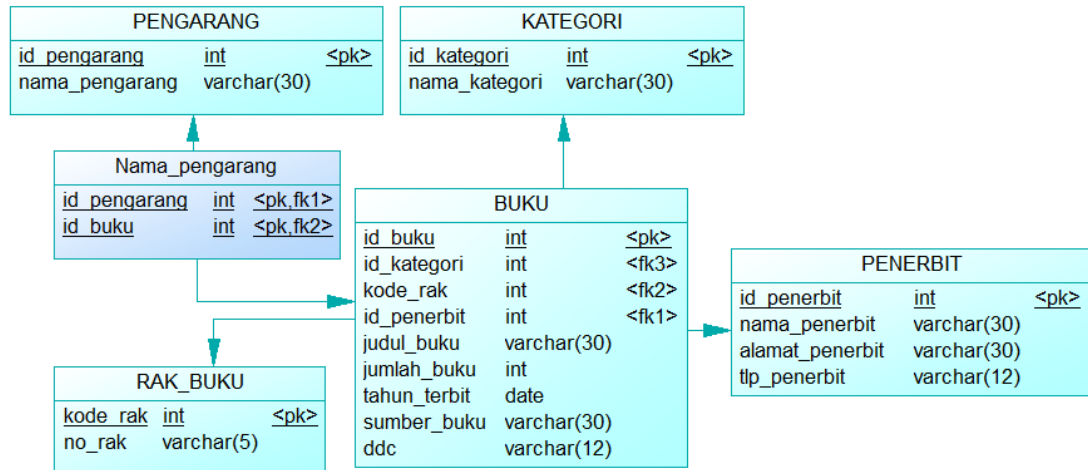 PENGARANG
id_pengarang int <pk>
nama_pengarang varchar(30)
KATEGORI
id_kategori int <pk>
nama_kategori varchar(30)
Nama_pengarang
id_pengarang int <pk,fk1>
id_buku int <pk,fk2>
BUKU
id_buku int <pk>
id_kategori int <fk3>
kode_rak int <fk2>
id_penerbit int <fk1>
judul_buku varchar(30)
jumlah_buku int
tahun_terbit date
sumber_buku varchar(30)
ddc varchar(12)
PENERBIT
id_penerbit int <pk>
nama_penerbit varchar(30)
alamat_penerbit varchar(30)
tlp_penerbit varchar(12)
RAK_BUKU
kode_rak int <pk>
no_rak varchar(5)